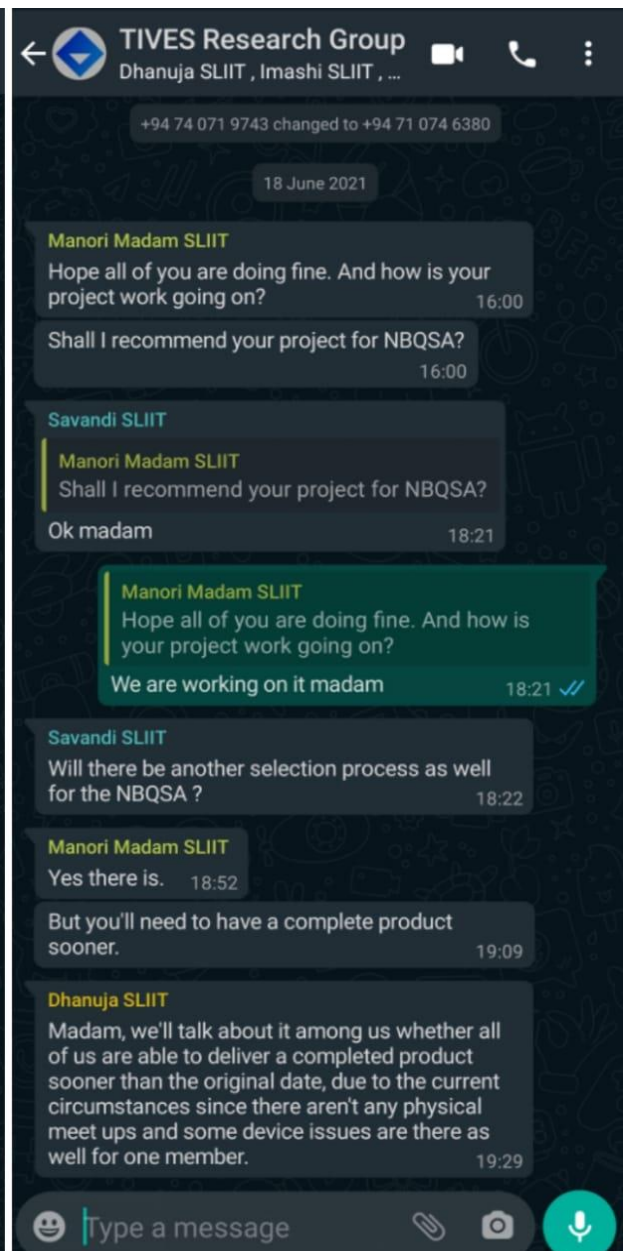 TIVES Research Group
Dhanuja SLIIT , Imashi SLIIT , ...
+94 74 071 9743 changed to +94 71 074 6380
18 June 2021
Manori Madam SLIIT
Hope all of you are doing fine. And how is your
project work going on?
16:00
Shall I recommend your project for NBQSA?
16:00
Savandi SLIIT
Manori Madam SLIIT
Shall I recommend your project for NBQSA?
Ok madam
18:21
Manori Madam SLIIT
Hope all of you are doing fine. And how is
your project work going on?
We are working on it madam
18:21
Savandi SLIIT
Will there be another selection process as well
for the NBQSA ?
18:22
Manori Madam SLIIT
Yes there is.
18:52
But you'll need to have a complete product
sooner.
19:09
Dhanuja SLIIT
Madam, we'll talk about it among us whether all
of us are able to deliver a completed product
sooner than the original date, due to the current
circumstances since there aren't any physical
meet ups and some device issues are there as
well for one member.
19:29
Type a message